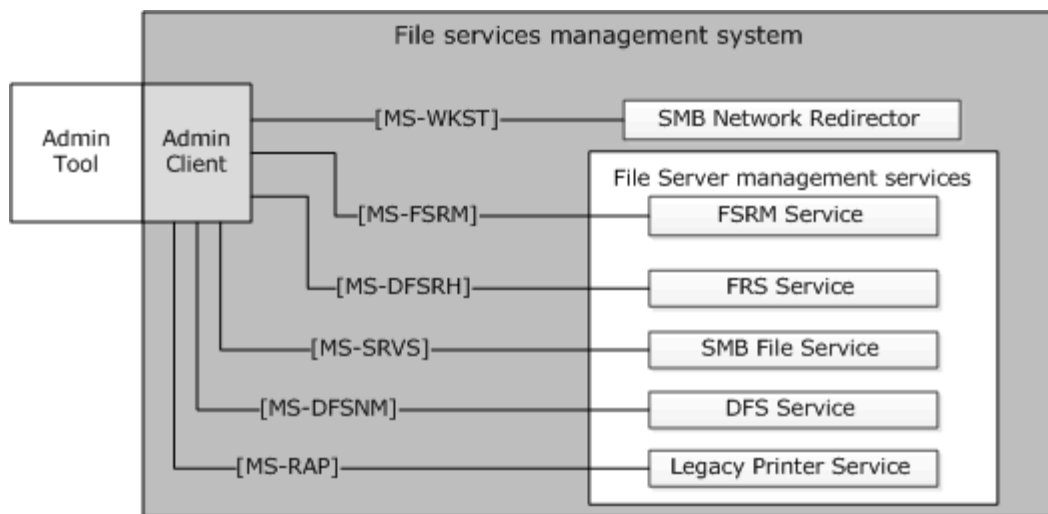 File services management system
Admin
Tool
Admin
Client
[MS-WKST]
SMB Network Redirector
File Server management services
[MS-FSRM]
FSRM Service
[MS-DFSRH]
FRS Service
[MS-SRVS]
SMB File Service
[MS-DFSNM]
DFS Service
[MS-RAP]
Legacy Printer Service